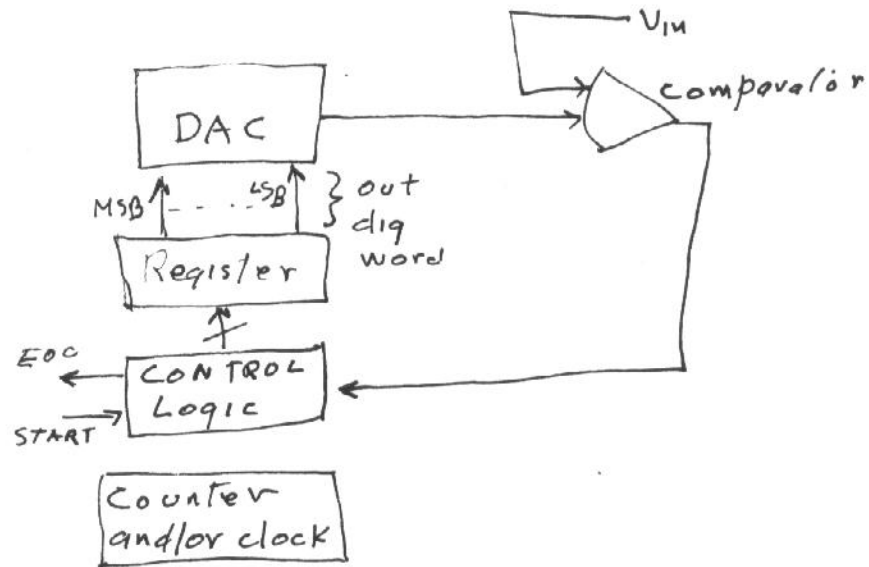 VIN
comparator
DAC
MSB
LSB
out
dig
word
Register
EOC
CONTROL
Logic
START
Counter
and/or clock